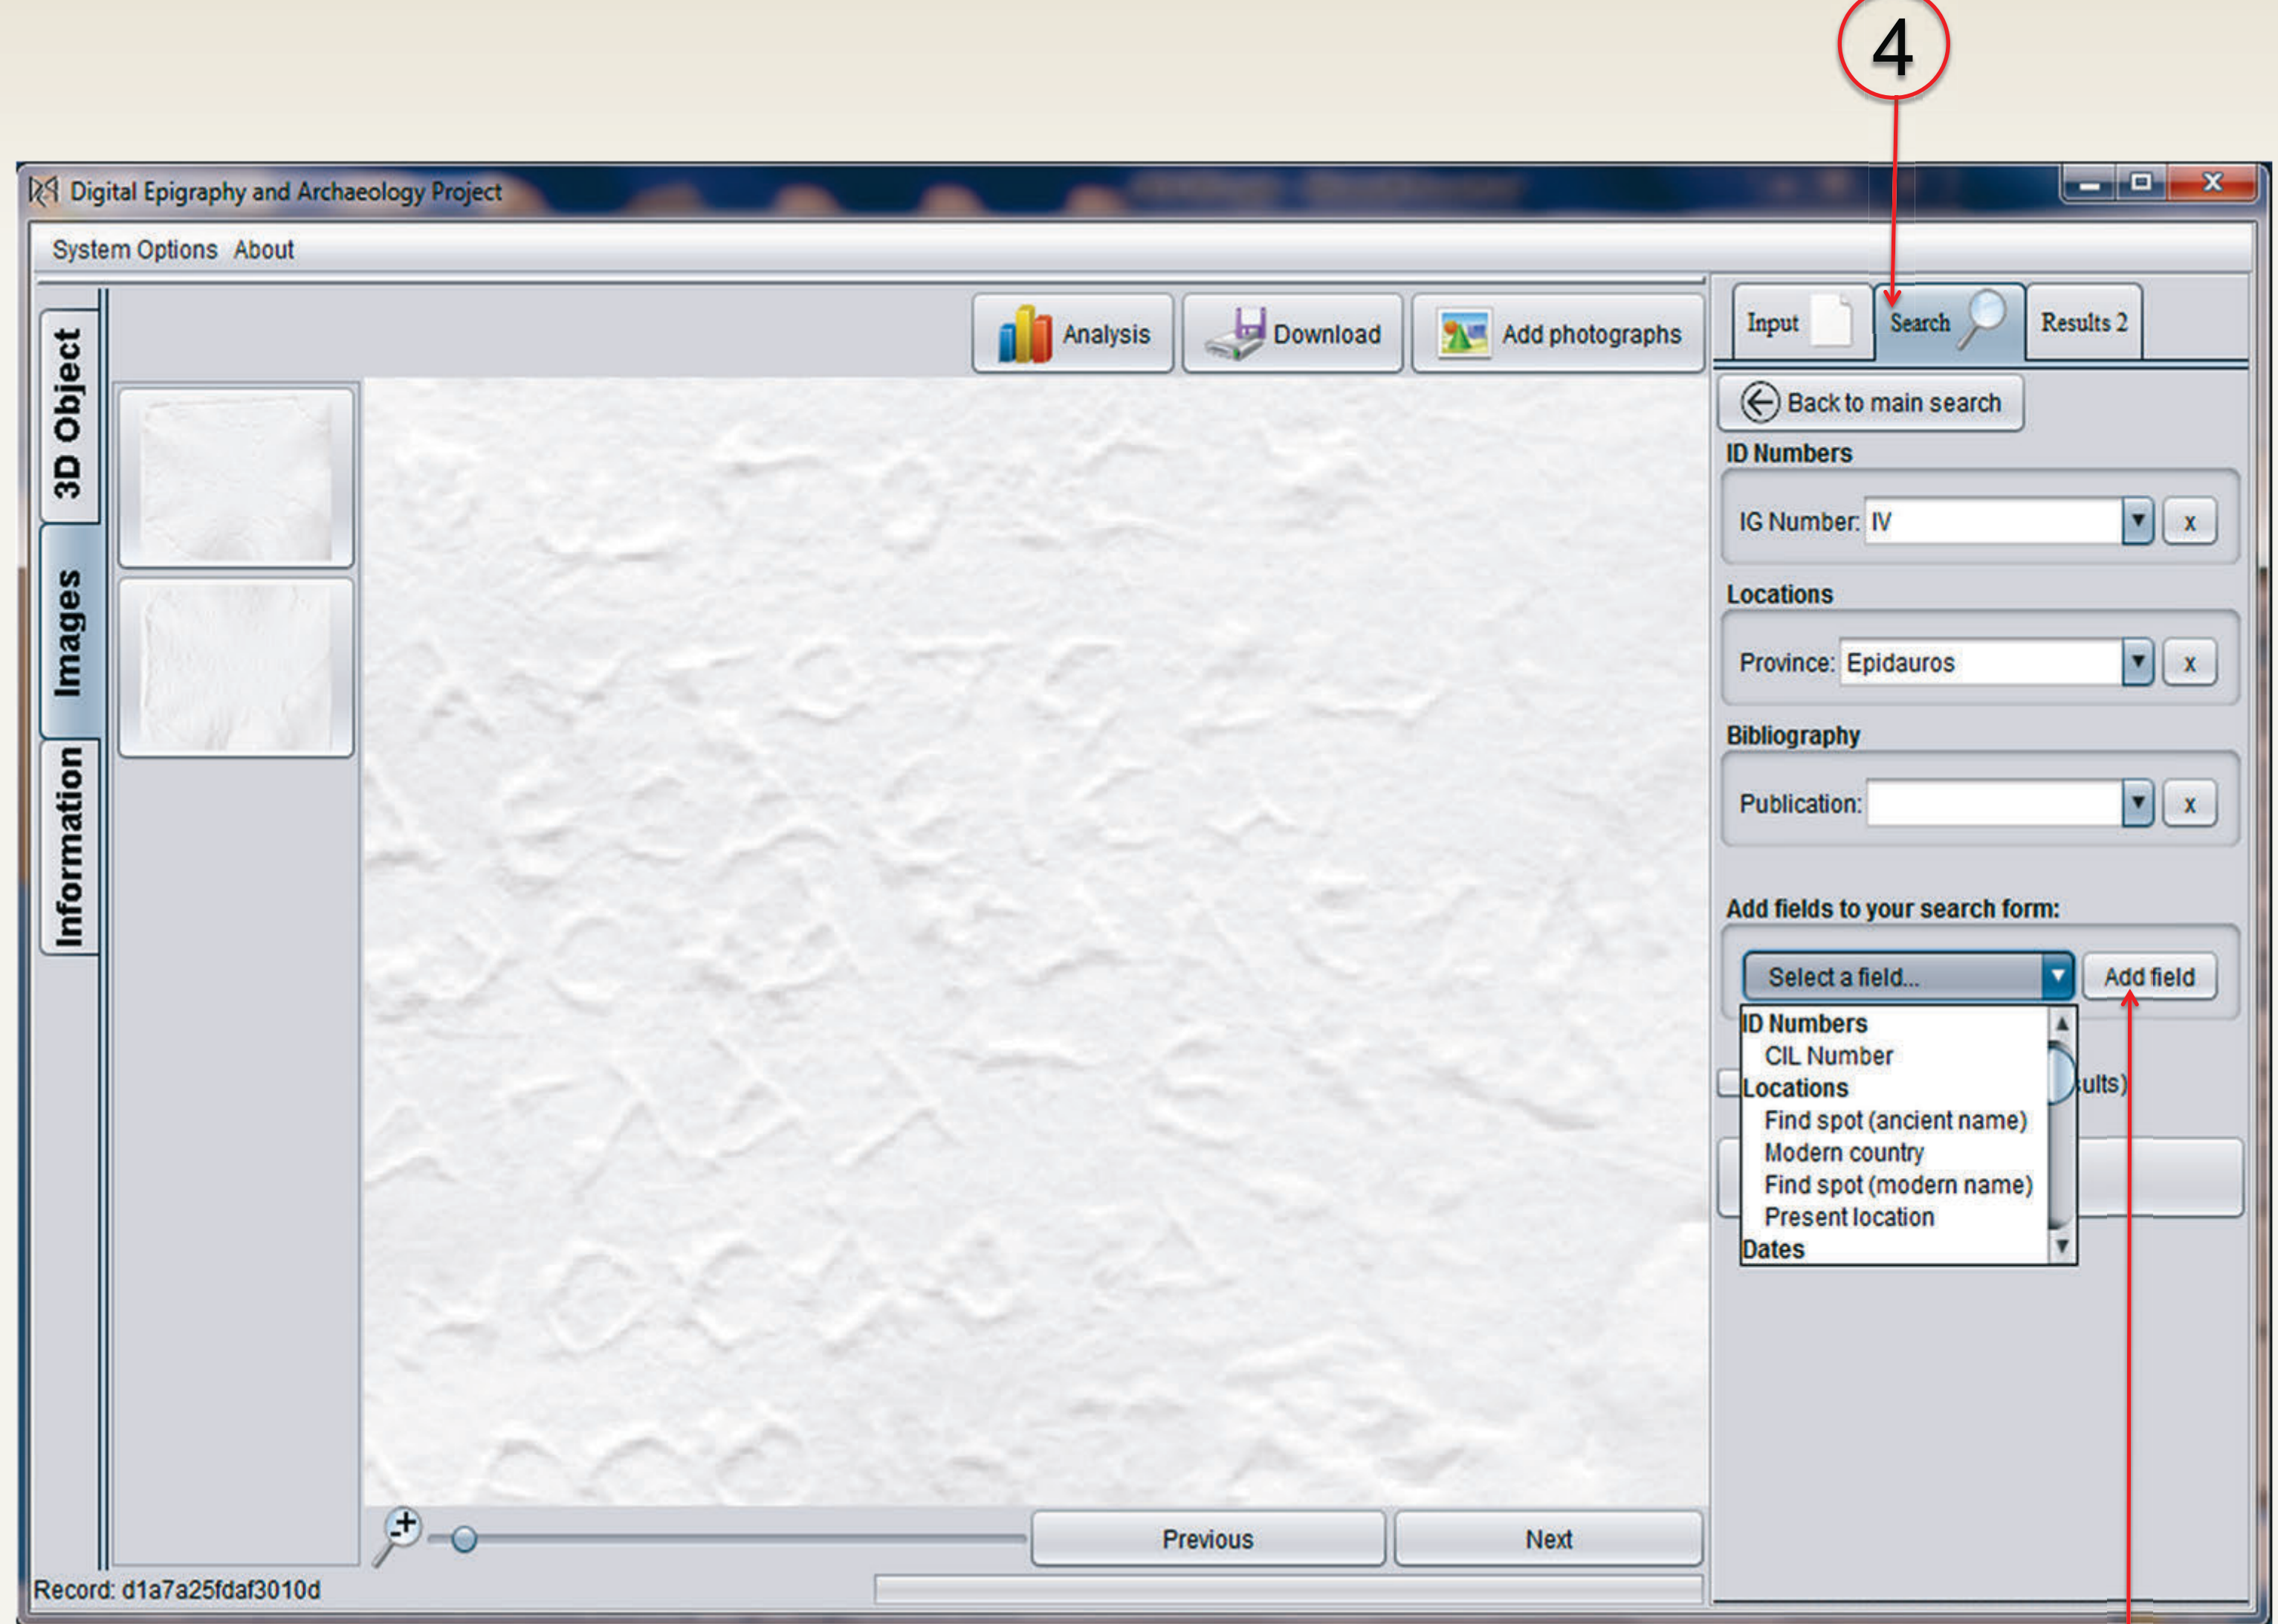 4
Digital Epigraphy and Archaeology Project
System Options About
3D Object
Images
Information
Analysis
Download
Add photographs
Input
Search
Results 2
Back to main search
ID Numbers
IG Number: IV
x
Locations
Province: Epidauros
x
Bibliography
Publication:
x
Add fields to your search form:
Select a field...
Add field
ID Numbers
CIL Number
Locations
Find spot (ancient name)
Modern country
Find spot (modern name)
Present location
Dates
Previous
Next
Record: d1a7a25fdaf3010d